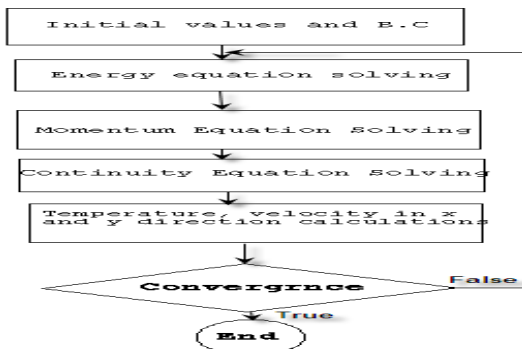 Initial values and B.C
Energy equation solving
Momentum Equation Solving
Continuity Equation Solving
Temperature, velocity in x
and y direction calculations
Convergrnce
False
True
End